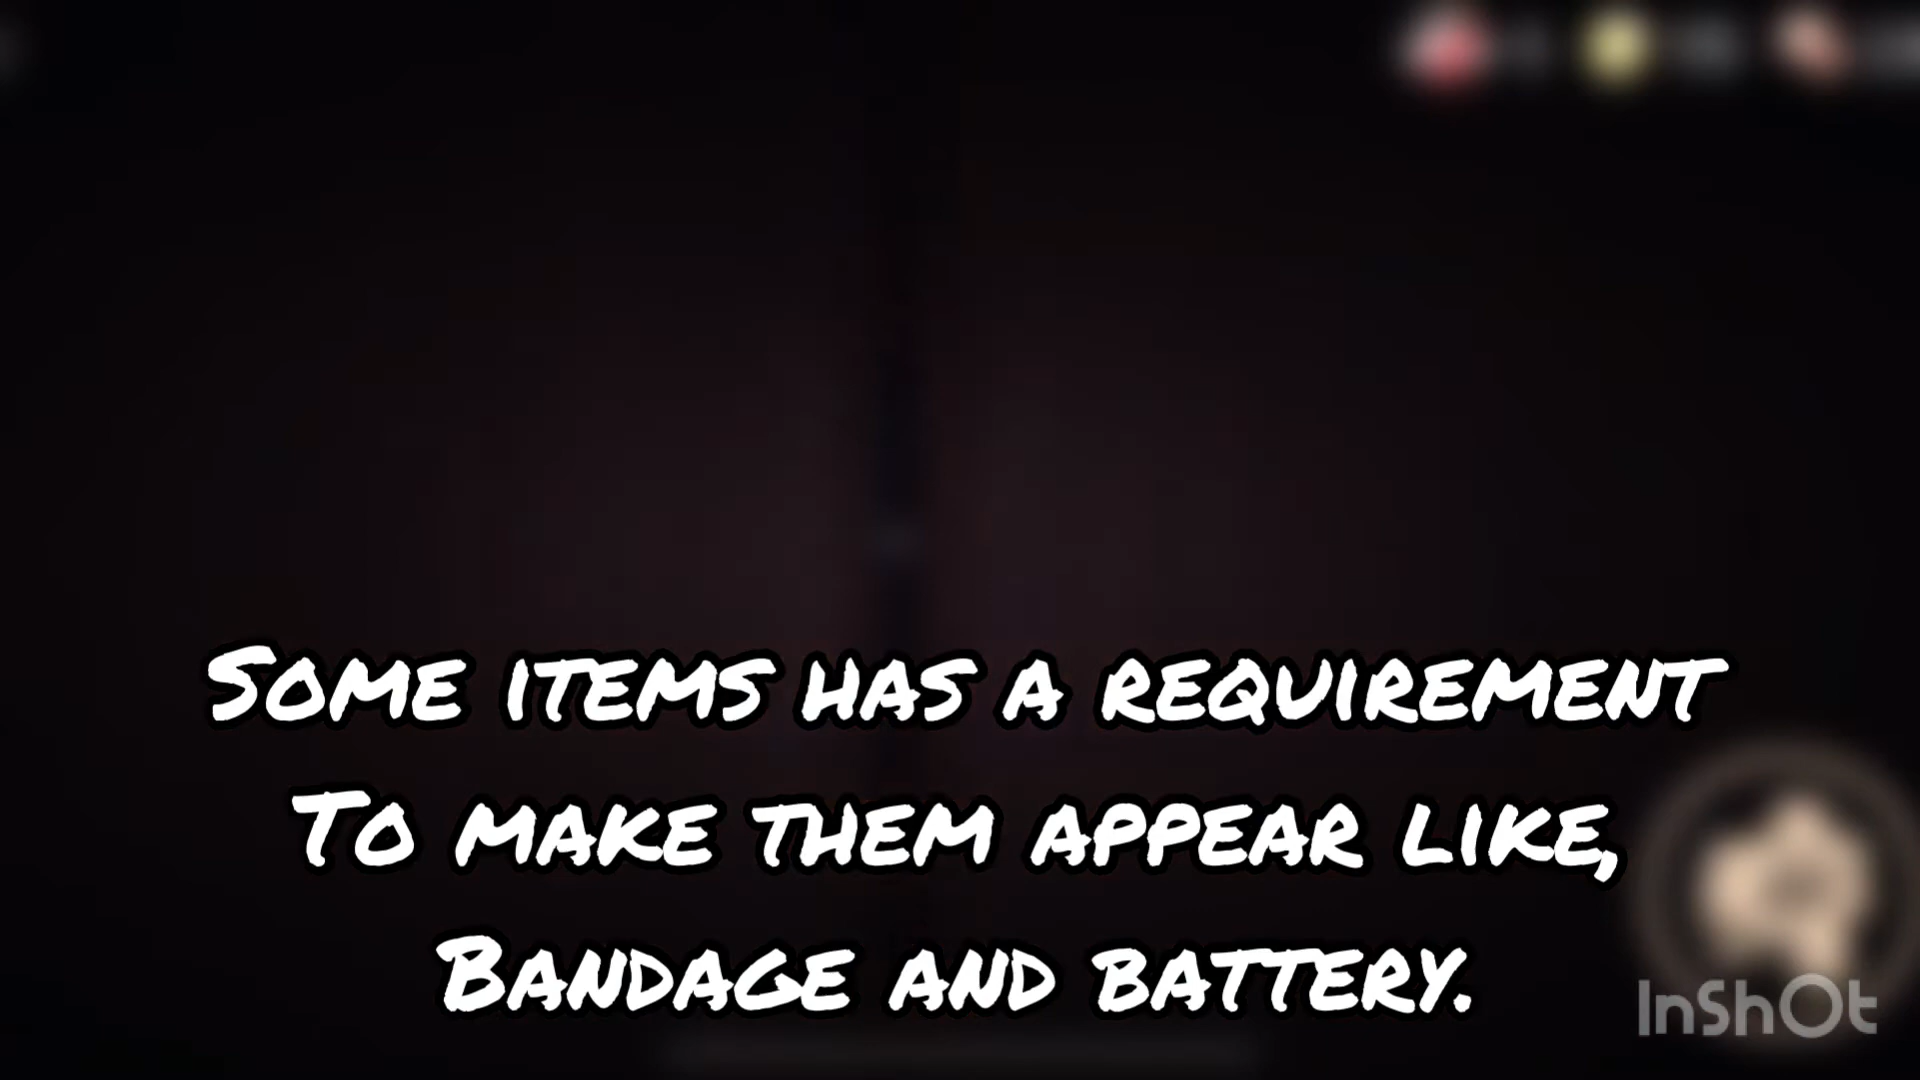 Some items has a requirement
To make them appear like,
Bandage and battery.
InShOt